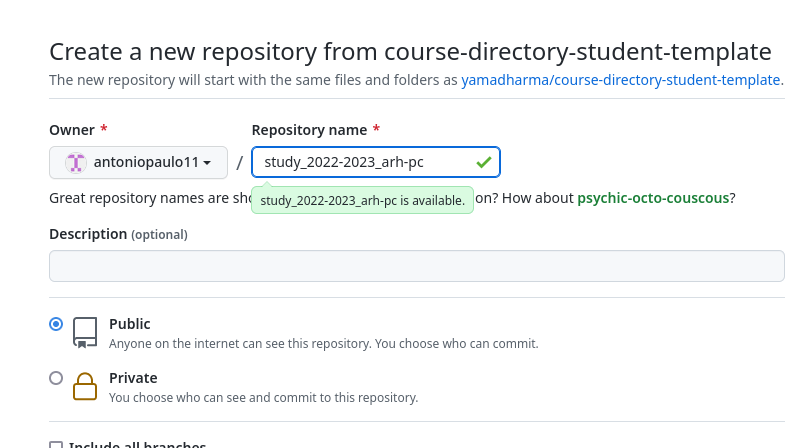 Create a new repository from course-directory-student-template
The new repository will start with the same files and folders as yamadharma/course-directory-student-template.
Owner *
Repository name *
antoniopaulo11 / study_2022-2023_arh-pc
Great repository names are on? How about psychic-octo-couscous?
study_2022-2023_arh-pc is available.
Description (optional)
Public
Anyone on the internet can see this repository. You choose who can commit.
Private
You choose who can see and commit to this repository.
Include all branches